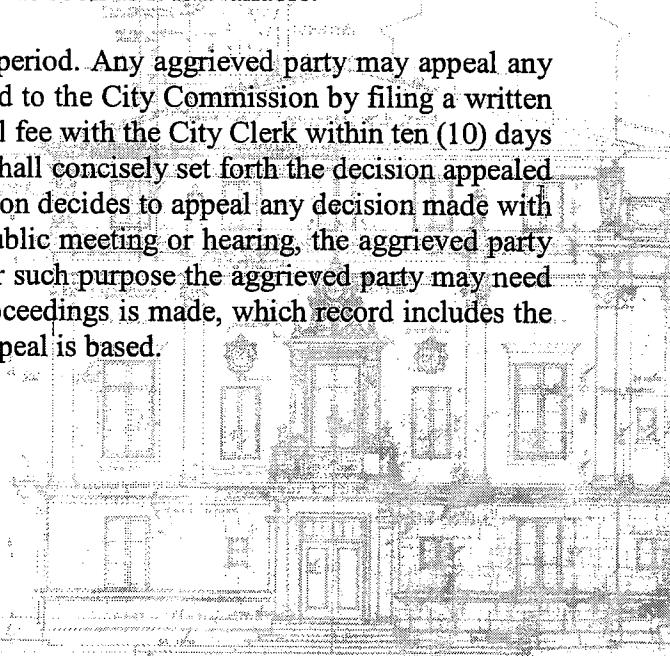 period. Any aggrieved party may appeal any
d to the City Commission by filing a written
l fee with the City Clerk within ten (10) days
hall concisely set forth the decision appealed
on decides to appeal any decision made with
ublic meeting or hearing, the aggrieved party
r such purpose the aggrieved party may need
ceedings is made, which record includes the
peal is based.